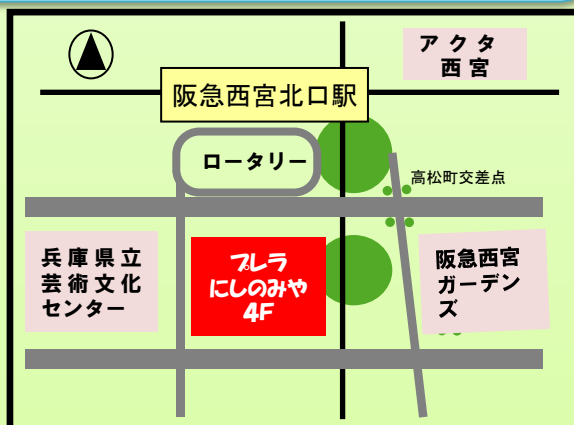 アクタ
西宮
阪急西宮北口駅
ロータリー
高松町交差点
兵庫県立
芸術文化
センター
プレラ
にしのみや
4F
阪急西宮
ガーデン
ズ